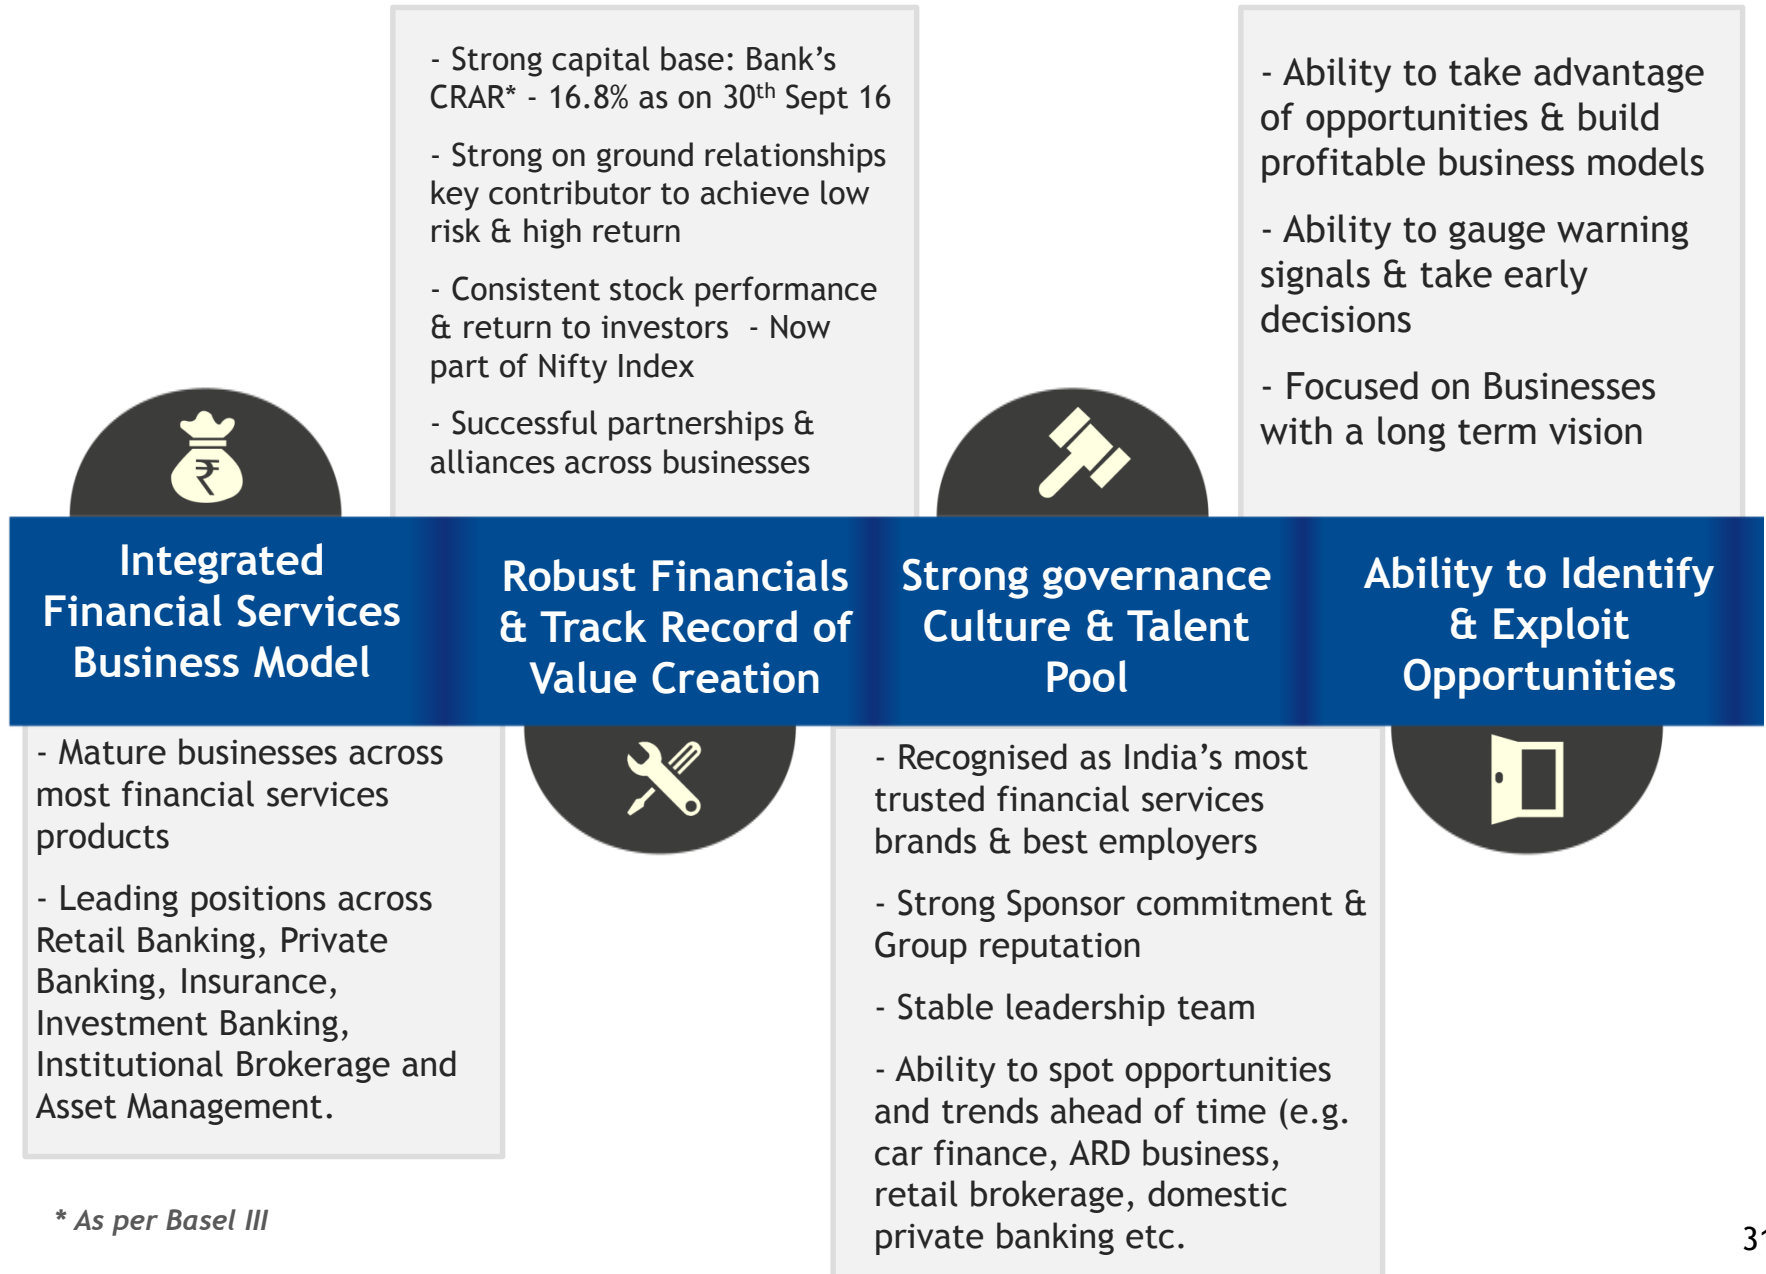 - Strong capital base: Bank’s
CRAR* - 16.8% as on 30th Sept 16
- Strong on ground relationships
key contributor to achieve low
risk & high return
- Consistent stock performance
& return to investors  - Now
part of Nifty Index
- Successful partnerships &
alliances across businesses
- Ability to take advantage
of opportunities & build
profitable business models
- Ability to gauge warning
signals & take early
decisions
- Focused on Businesses
with a long term vision
₹
Integrated
Financial Services
Business Model
Robust Financials
& Track Record of
Value Creation
Strong governance
Culture & Talent
Pool
Ability to Identify
& Exploit
Opportunities
- Mature businesses across
most financial services
products
- Leading positions across
Retail Banking, Private
Banking, Insurance,
Investment Banking,
Institutional Brokerage and
Asset Management.
- Recognised as India’s most
trusted financial services
brands & best employers
- Strong Sponsor commitment &
Group reputation
- Stable leadership team
- Ability to spot opportunities
and trends ahead of time (e.g.
car finance, ARD business,
retail brokerage, domestic
private banking etc.
* As per Basel III
31